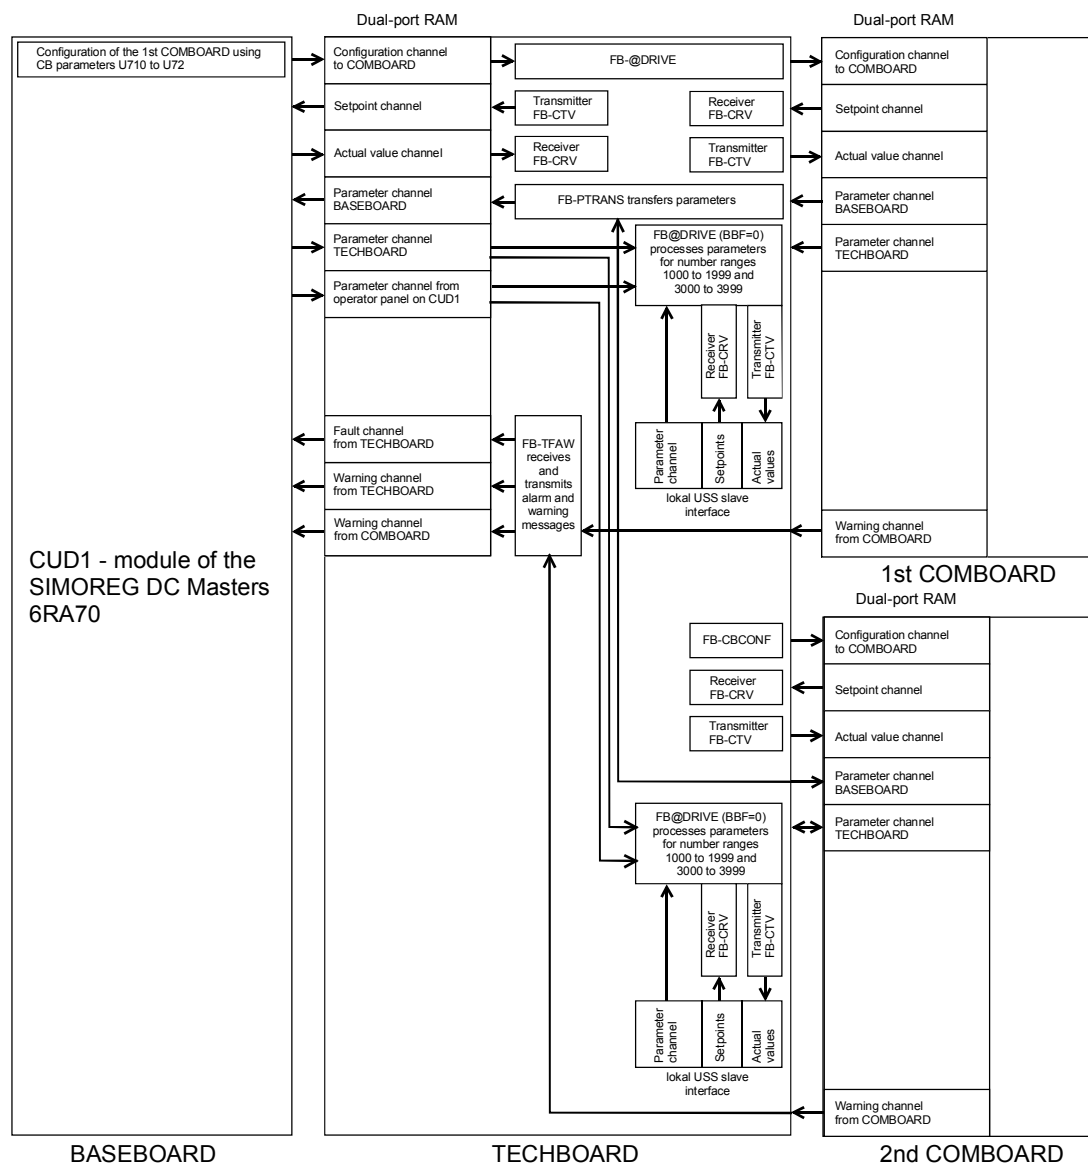 Dual-port RAM
Dual-port RAM
Configuration of the 1st COMBOARD using
CB parameters U710 to U72
Configuration channel
to COMBOARD
FB-@DRIVE
Configuration channel
to COMBOARD
Setpoint channel
Transmitter
FB-CTV
Receiver
FB-CRV
Setpoint channel
Actual value channel
Receiver
FB-CRV
Transmitter
FB-CTV
Actual value channel
Parameter channel
BASEBOARD
FB-PTRANS transfers parameters
Parameter channel
BASEBOARD
Parameter channel
TECHBOARD
FB@DRIVE (BBF=0)
processes parameters
for number ranges
1000 to 1999 and
3000 to 3999
Parameter channel
TECHBOARD
Parameter channel from
operator panel on CUD1
Receiver
FB-CRV
Transmitter
FB-CTV
Fault channel
from TECHBOARD
Warning channel
from TECHBOARD
Warning channel
from COMBOARD
FB-TFAW
receives
and
transmits
alarm and
warning
messages
Parameter
channel
Setpoints
Actual
values
lokal USS slave
interface
Warning channel
from COMBOARD
CUD1 - module of the
SIMOREG DC Masters
6RA70
1st COMBOARD
Dual-port RAM
FB-CBCONF
Configuration channel
to COMBOARD
Receiver
FB-CRV
Setpoint channel
Transmitter
FB-CTV
Actual value channel
Parameter channel
BASEBOARD
FB@DRIVE (BBF=0)
processes parameters
for number ranges
1000 to 1999 and
3000 to 3999
Parameter channel
TECHBOARD
Receiver
FB-CRV
Transmitter
FB-CTV
Parameter
channel
Setpoints
Actual
values
lokal USS slave
interface
Warning channel
from COMBOARD
BASEBOARD
TECHBOARD
2nd COMBOARD